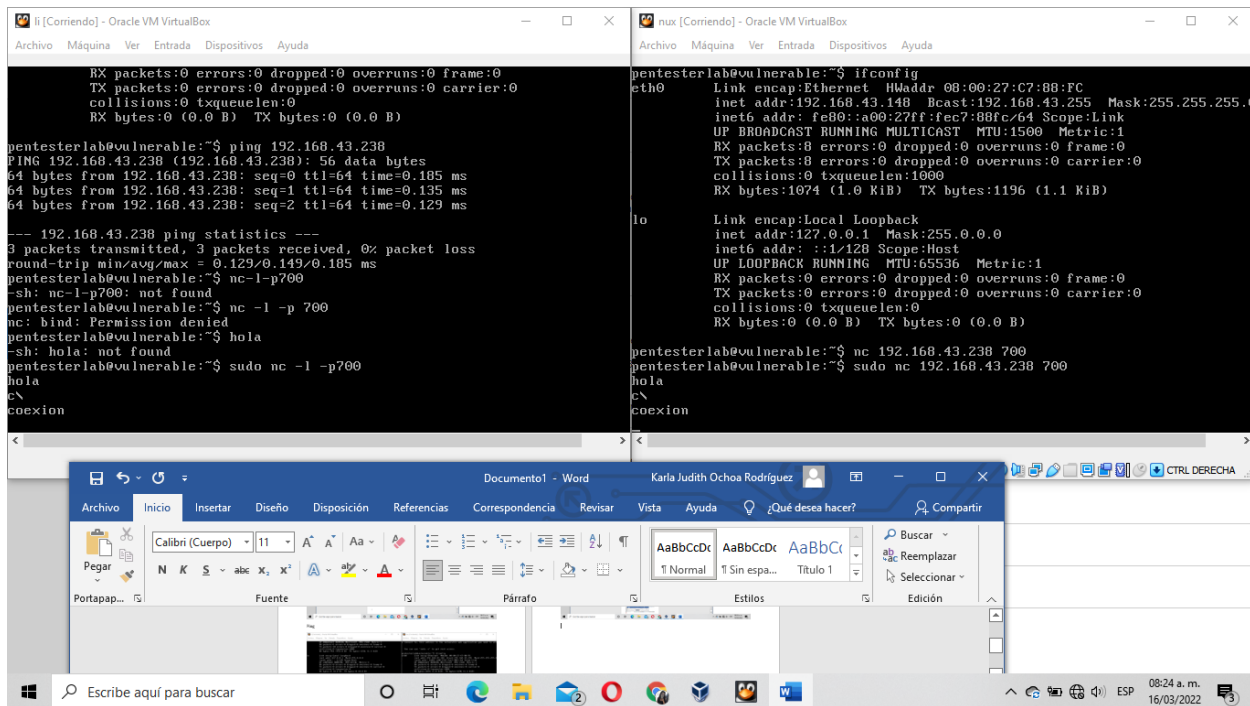 li [Corriendo] - Oracle VM VirtualBox
Archivo Máquina Ver Entrada Dispositivos Ayuda
RX packets:0 errors:0 dropped:0 overruns:0 frame:0
TX packets:0 errors:0 dropped:0 overruns:0 carrier:0
collisions:0 txqueuelen:0
RX bytes:0 (0.0 B) TX bytes:0 (0.0 B)
pentesterlab@vulnerable:~$ ping 192.168.43.238
PING 192.168.43.238 (192.168.43.238): 56 data bytes
64 bytes from 192.168.43.238: seq=0 ttl=64 time=0.185 ms
64 bytes from 192.168.43.238: seq=1 ttl=64 time=0.135 ms
64 bytes from 192.168.43.238: seq=2 ttl=64 time=0.129 ms
--- 192.168.43.238 ping statistics ---
3 packets transmitted, 3 packets received, 0% packet loss
round-trip min/avg/max = 0.129/0.149/0.185 ms
pentesterlab@vulnerable:~$ nc-l-p700
-sh: nc-l-p700: not found
pentesterlab@vulnerable:~$ nc -l -p 700
nc: bind: Permission denied
pentesterlab@vulnerable:~$ hola
-sh: hola: not found
pentesterlab@vulnerable:~$ sudo nc -l -p700
hola
c\
coexion
nux [Corriendo] - Oracle VM VirtualBox
Archivo Máquina Ver Entrada Dispositivos Ayuda
pentesterlab@vulnerable:~$ ifconfig
eth0 Link encap:Ethernet HWaddr 08:00:27:C7:88:FC
inet addr:192.168.43.148 Bcast:192.168.43.255 Mask:255.255.255.0
inet6 addr: fe80::a00:27ff:fec7:88fc/64 Scope:Link
UP BROADCAST RUNNING MULTICAST MTU:1500 Metric:1
RX packets:8 errors:0 dropped:0 overruns:0 frame:0
TX packets:8 errors:0 dropped:0 overruns:0 carrier:0
collisions:0 txqueuelen:1000
RX bytes:1074 (1.0 KiB) TX bytes:1196 (1.1 KiB)
lo Link encap:Local Loopback
inet addr:127.0.0.1 Mask:255.0.0.0
inet6 addr: ::1/128 Scope:Host
UP LOOPBACK RUNNING MTU:65536 Metric:1
RX packets:0 errors:0 dropped:0 overruns:0 frame:0
TX packets:0 errors:0 dropped:0 overruns:0 carrier:0
collisions:0 txqueuelen:0
RX bytes:0 (0.0 B) TX bytes:0 (0.0 B)
pentesterlab@vulnerable:~$ nc 192.168.43.238 700
pentesterlab@vulnerable:~$ sudo nc 192.168.43.238 700
hola
c\
coexion
CTRL DERECHA
Documento1 - Word Karla Judith Ochoa Rodríguez
Archivo Inicio Insertar Diseño Disposición Referencias Correspondencia Revisar Vista Ayuda ¿Qué desea hacer? Compartir
Pegar
Calibri (Cuerpo) 11 A A Aa
N K S abc x₂ x² A ab A
AaBbCcDc AaBbCcDc AaBbCc
¶ Normal ¶ Sin espa... Título 1
Buscar
Reemplazar
Seleccionar
Portapap... Fuente Párrafo Estilos Edición
Escribe aquí para buscar
2
ESP
08:24 a. m.
16/03/2022
3